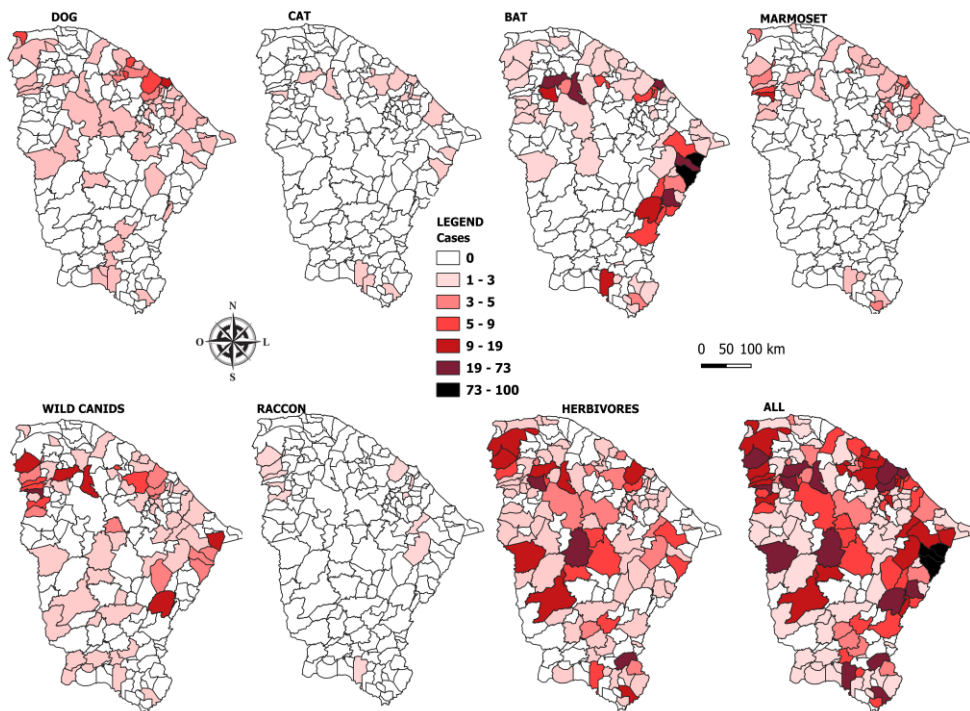 DOG
CAT
BAT
MARMOSET
LEGEND
Cases
0
1 - 3
3 - 5
5 - 9
9 - 19
19 - 73
73 - 100
N
O
L
S
0 50 100 km
WILD CANIDS
RACCON
HERBIVORES
ALL